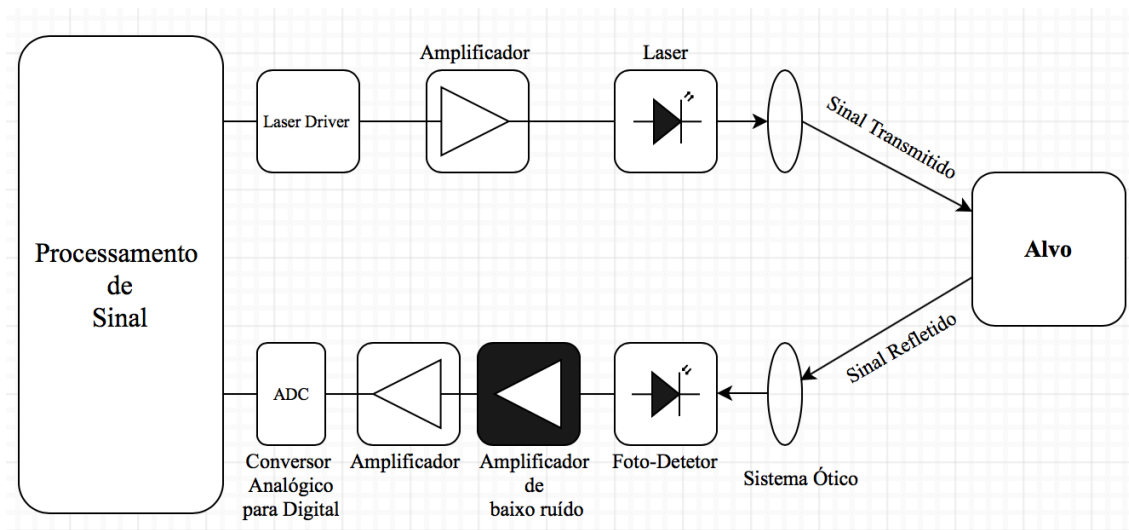 Amplificador
Laser
Laser Driver
Sinal Transmitido
Processamento
de
Sinal
Alvo
Sinal Refletido
ADC
Conversor
Analógico
para Digital
Amplificador
Amplificador
de
baixo ruído
Foto-Detetor
Sistema Ótico